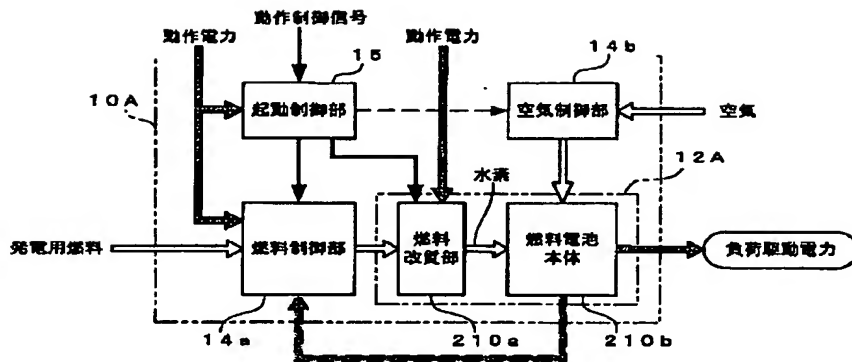 動作制御信号
動作電力
動作電力
15
14b
10A
起動制御部
空気制御部
空気
水素
12A
発電用燃料
燃料制御部
燃料
改質部
燃料電池
本体
負荷駆動電力
14a
210a
210b